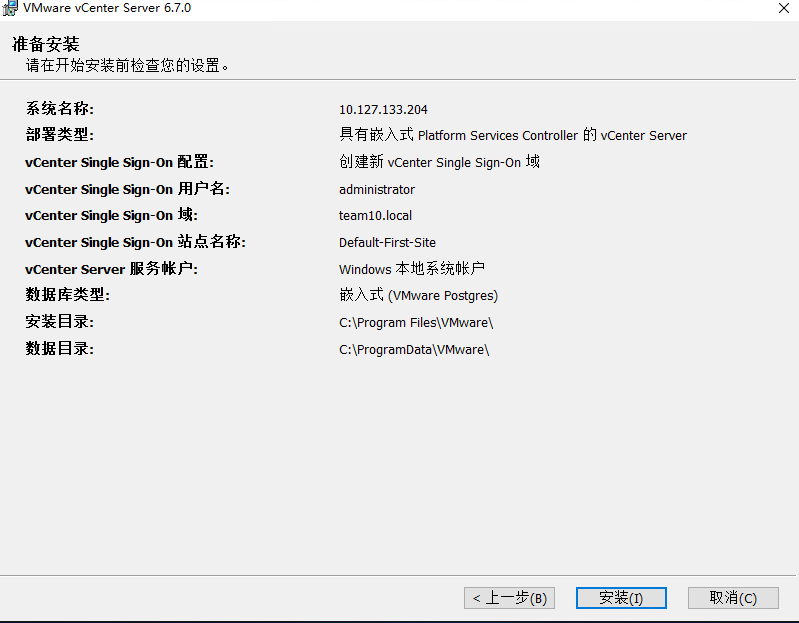 VMware vCenter Server 6.7.0
准备安装
请在开始安装前检查您的设置。
系统名称: 10.127.133.204
部署类型: 具有嵌入式 Platform Services Controller 的 vCenter Server
vCenter Single Sign-On 配置: 创建新 vCenter Single Sign-On 域
vCenter Single Sign-On 用户名: administrator
vCenter Single Sign-On 域: team10.local
vCenter Single Sign-On 站点名称: Default-First-Site
vCenter Server 服务帐户: Windows 本地系统帐户
数据库类型: 嵌入式 (VMware Postgres)
安装目录: C:\Program Files\VMware\
数据目录: C:\ProgramData\VMware\
< 上一步(B) 安装(I) 取消(C)